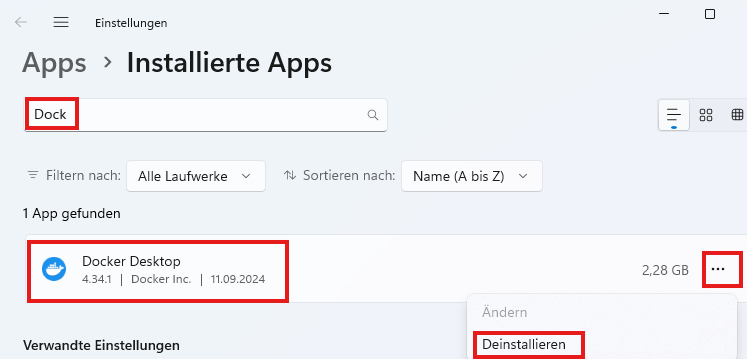 Einstellungen
Apps > Installierte Apps
Dock
Filtern nach: Alle Laufwerke Sortieren nach: Name (A bis Z)
1 App gefunden
Docker Desktop
4.34.1 | Docker Inc. | 11.09.2024
2,28 GB
Ändern
Deinstallieren
Verwandte Einstellungen